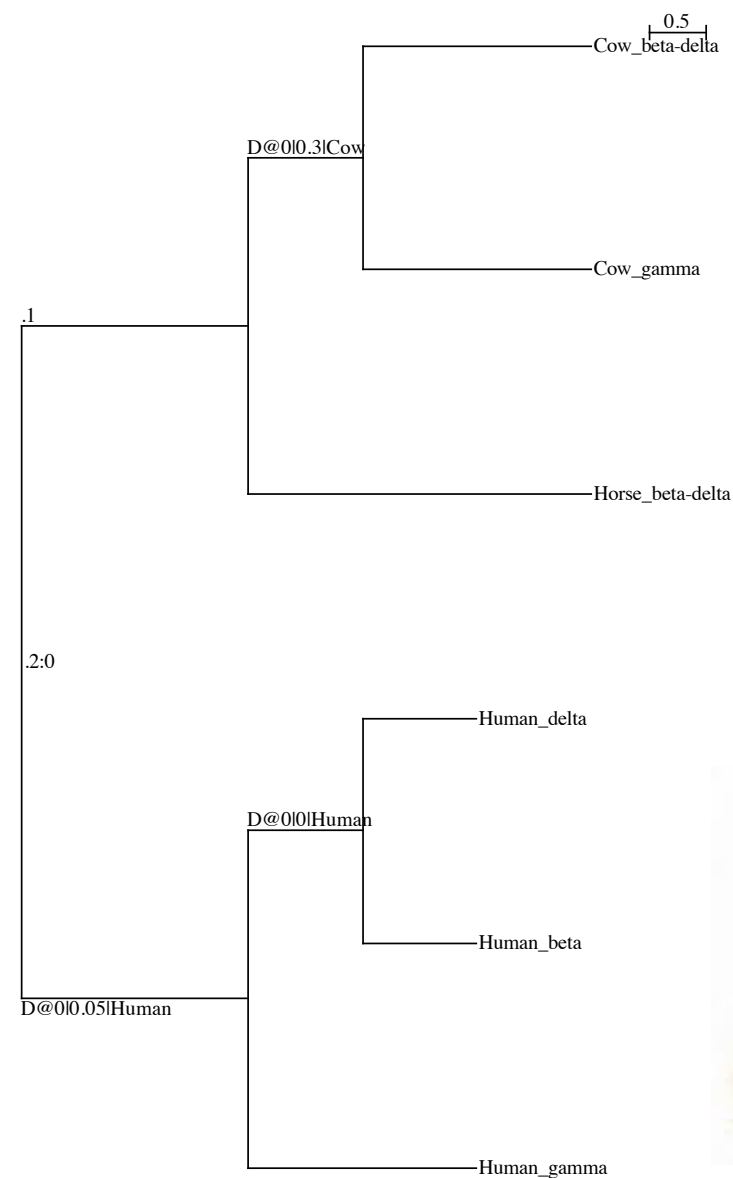 0.5
Cow_beta-delta
D@0|0.3|Cow
Cow_gamma
.1
Horse_beta-delta
.2:0
Human_delta
D@0|0|Human
Human_beta
D@0|0.05|Human
Human_gamma